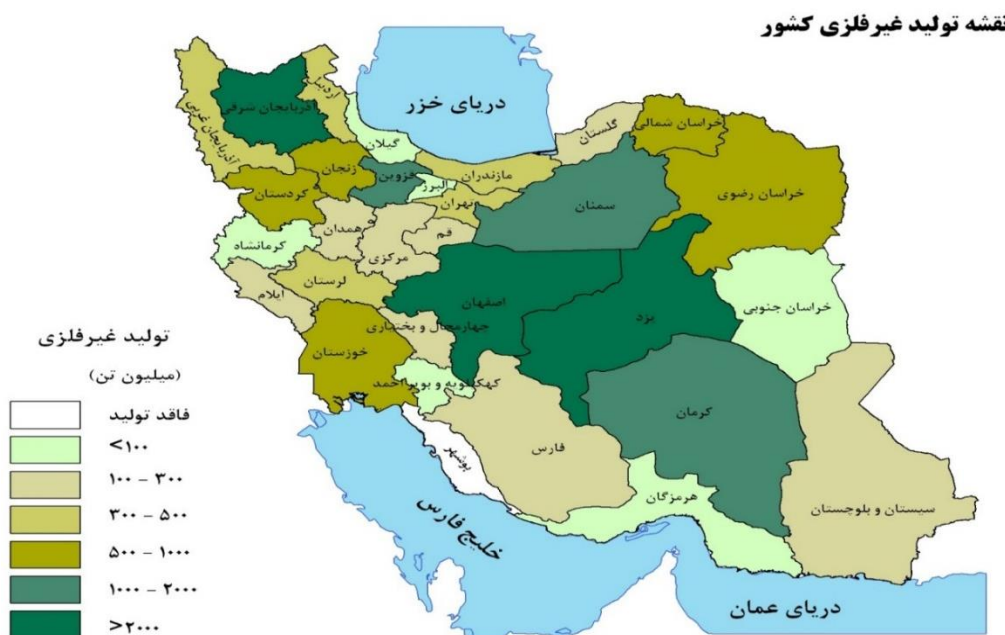 نقشه تولید غیرفلزی کشور
دریای خزر
اردبیل
آذربایجان شرقی
آذربایجان غربی
گیلان
گلستان
خراسان شمالی
زنجان
قزوین
البرز
مازندران
تهران
سمنان
خراسان رضوی
کردستان
همدان
قم
مرکزی
کرمانشاه
لرستان
ایلام
اصفهان
یزد
خراسان جنوبی
چهارمحال و بختیاری
خوزستان
کهکیلویه و بویراحمد
فارس
کرمان
بوشهر
هرمزگان
سیستان و بلوچستان
خلیج فارس
دریای عمان
تولید غیرفلزی
(میلیون تن)
فاقد تولید
<۱۰۰
۱۰۰ – ۳۰۰
۳۰۰ – ۵۰۰
۵۰۰ – ۱۰۰۰
۱۰۰۰ – ۲۰۰۰
>۲۰۰۰